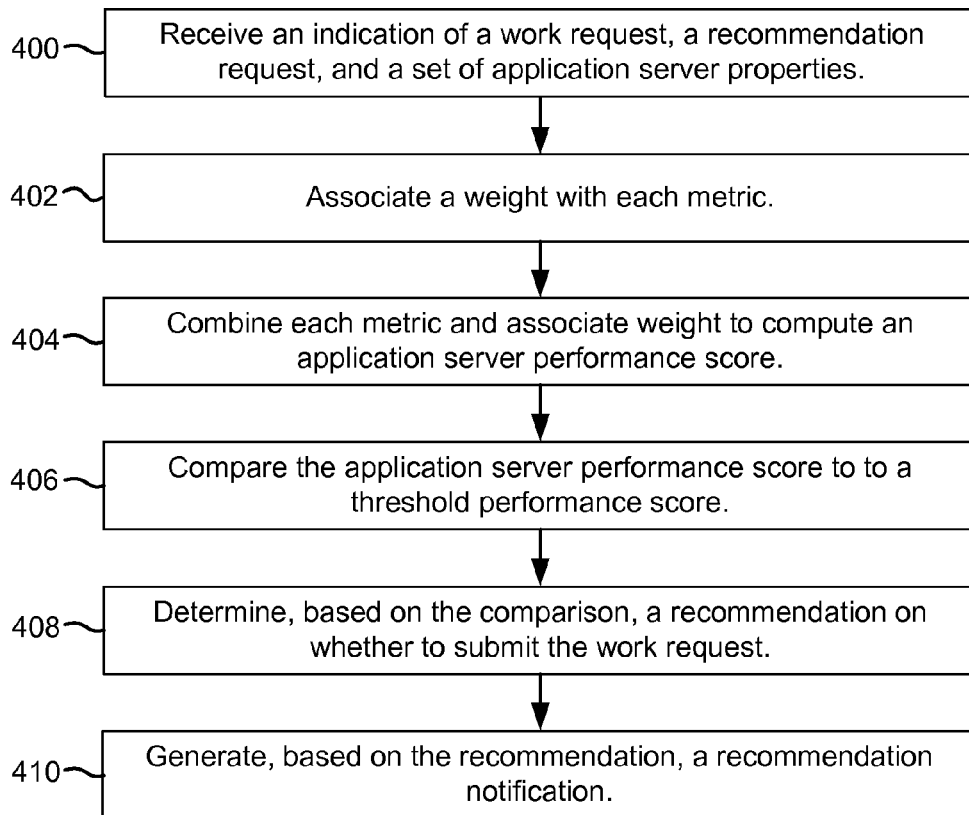 400
Receive an indication of a work request, a recommendation
request, and a set of application server properties.
402
Associate a weight with each metric.
404
Combine each metric and associate weight to compute an
application server performance score.
406
Compare the application server performance score to to a
threshold performance score.
408
Determine, based on the comparison, a recommendation on
whether to submit the work request.
410
Generate, based on the recommendation, a recommendation
notification.